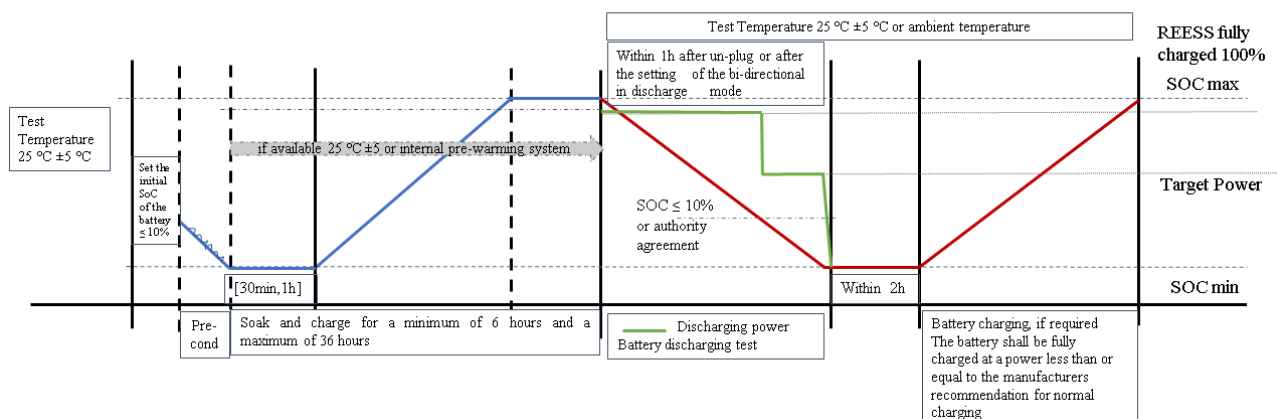 Test Temperature 25 °C ±5 °C or ambient temperature
REESS fully
charged 100%
SOC max
Within 1h after un-plug or after
the setting of the bi-directional
in discharge mode
Test
Temperature
25 °C ±5 °C
if available 25 °C ±5 or internal pre-warming system
Set the
initial
SoC
of the
battery
≤ 10%
Target Power
SOC ≤ 10%
or authority
agreement
[30min,1h]
Within 2h
SOC min
Pre-
cond
Soak and charge for a minimum of 6 hours and a
maximum of 36 hours
Discharging power
Battery discharging test
Battery charging, if required
The battery shall be fully
charged at a power less than or
equal to the manufacturers
recommendation for normal
charging